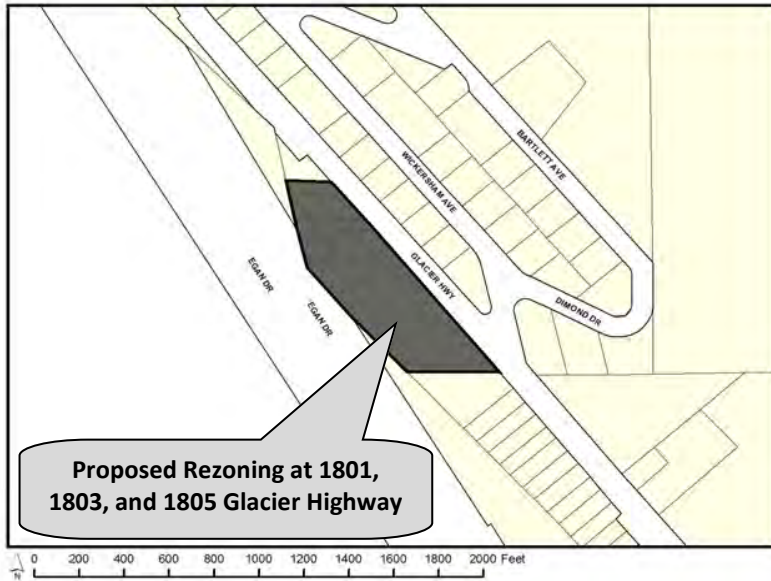 BARTLETT AVE
WICKERSHAM AVE
GLACIER HWY
EGAN DR
EGAN DR
DIMOND DR
Proposed Rezoning at 1801,
1803, and 1805 Glacier Highway
N
0 200 400 600 800 1000 1200 1400 1600 1800 2000 Feet